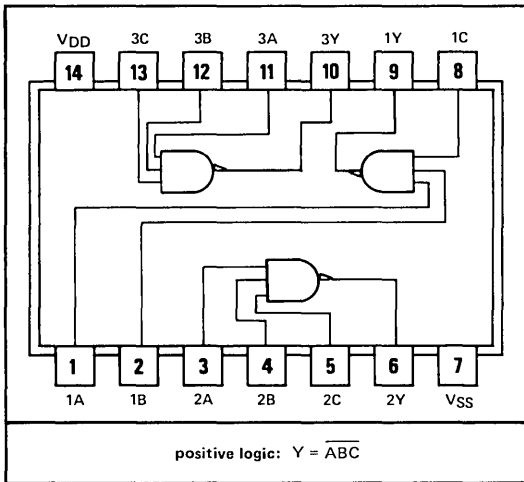 VDD 3C 3B 3A 3Y 1Y 1C
14 13 12 11 10 9 8
1 2 3 4 5 6 7
1A 1B 2A 2B 2C 2Y VSS
positive logic: Y = \overline{ABC}